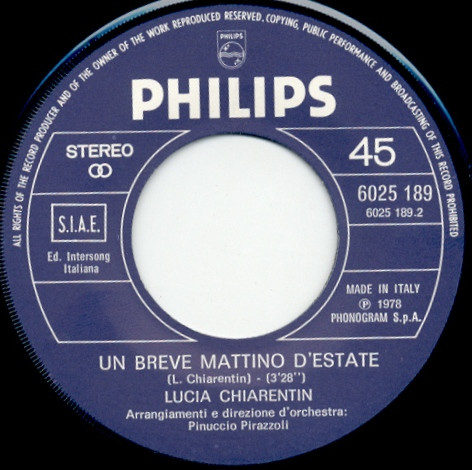 ALL RIGHTS OF THE RECORD PRODUCER AND OF THE OWNER OF THE WORK REPRODUCED RESERVED. COPYING, PUBLIC PERFORMANCE AND BROADCASTING OF THIS RECORD PROHIBITED
PHILIPS
PHILIPS
STEREO
45
6025 189
6025 189.2
S.I.A.E.
Ed. Intersong
Italiana
MADE IN ITALY
℗ 1978
PHONOGRAM S.p.A.
UN BREVE MATTINO D'ESTATE
(L. Chiarentin) - (3'28'')
LUCIA CHIARENTIN
Arrangiamenti e direzione d'orchestra:
Pinuccio Pirazzoli